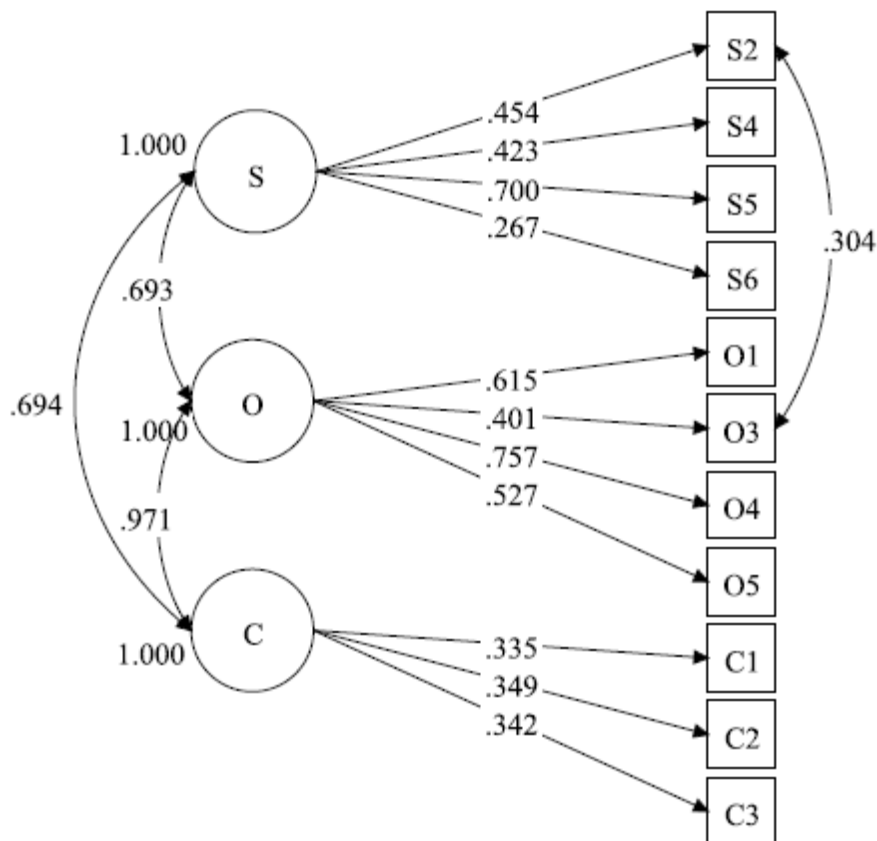 S2
.454
1.000
S4
.423
S
.700
S5
.267
.304
S6
.693
O1
.615
.694
O
.401
O3
1.000
.757
.527
O4
.971
O5
C
.335
C1
1.000
.349
.342
C2
C3